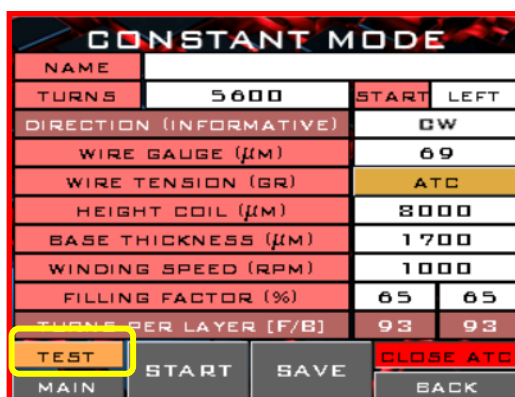 CONSTANT MODE
NAME
TURNS 5600 START LEFT
DIRECTION (INFORMATIVE) CW
WIRE GAUGE (µM) 69
WIRE TENSION (GR) ATC
HEIGHT COIL (µM) 8000
BASE THICKNESS (µM) 1700
WINDING SPEED (RPM) 1000
FILLING FACTOR (%) 65 65
TURNS PER LAYER [F/B] 93 93
TEST START SAVE CLOSE ATC
MAIN BACK